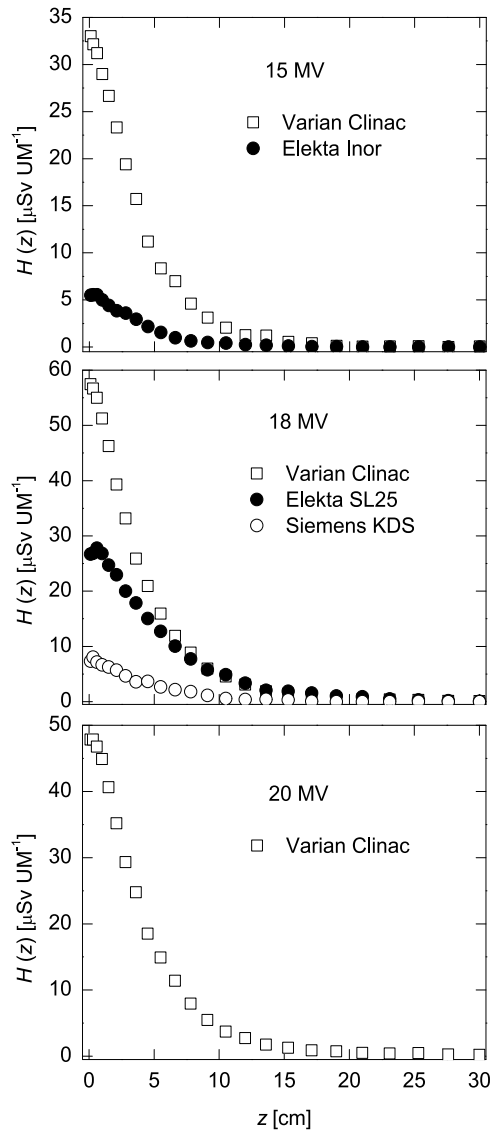 35
30
25
20
15
10
5
0
H (z) [μSv UM⁻¹]
15 MV
Varian Clinac
Elekta Inor
60
50
40
30
20
10
0
H (z) [μSv UM⁻¹]
18 MV
Varian Clinac
Elekta SL25
Siemens KDS
50
40
30
20
10
0
H (z) [μSv UM⁻¹]
20 MV
Varian Clinac
0 5 10 15 20 25 30
z [cm]